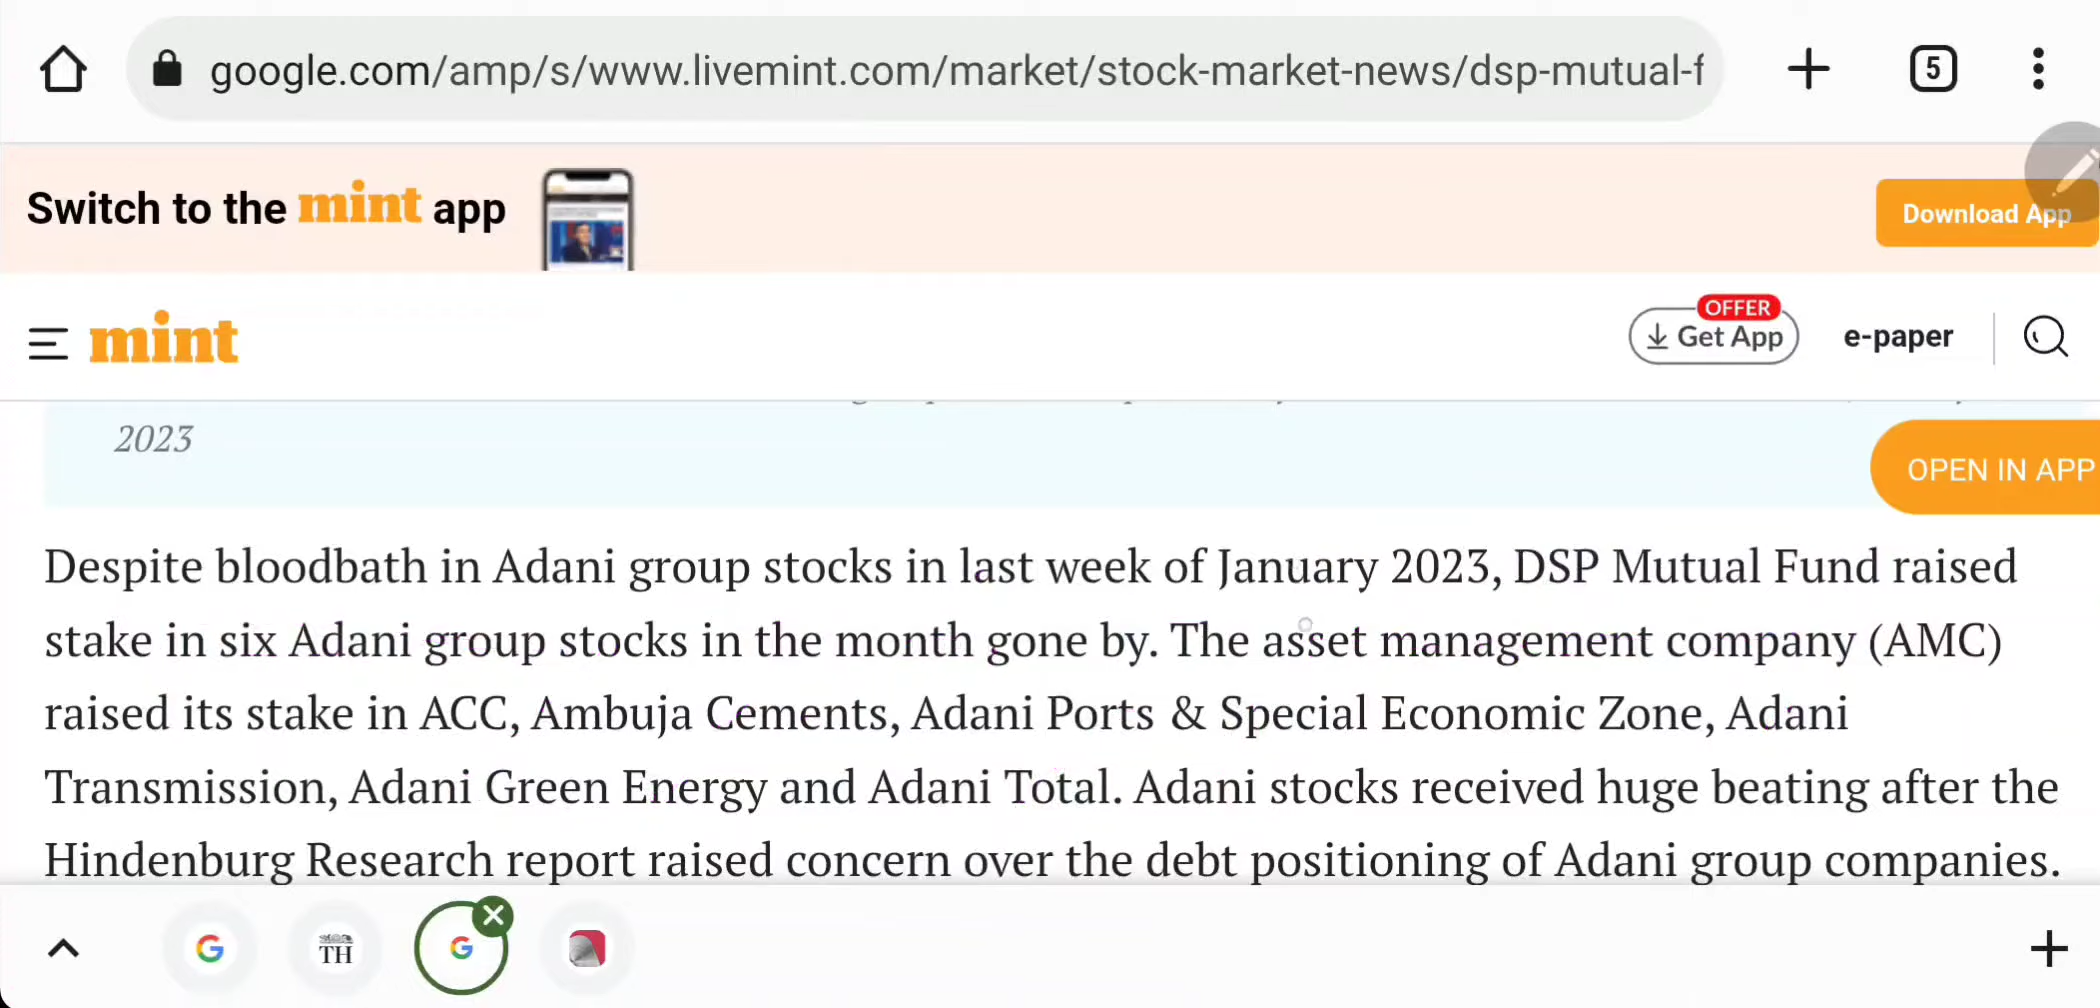 google.com/amp/s/www.livemint.com/market/stock-market-news/dsp-mutual-f
5
Switch to the mint app
Download App
mint
OFFER
Get App
e-paper
2023
OPEN IN APP
Despite bloodbath in Adani group stocks in last week of January 2023, DSP Mutual Fund raised
stake in six Adani group stocks in the month gone by. The asset management company (AMC)
raised its stake in ACC, Ambuja Cements, Adani Ports & Special Economic Zone, Adani
Transmission, Adani Green Energy and Adani Total. Adani stocks received huge beating after the
Hindenburg Research report raised concern over the debt positioning of Adani group companies.
G
TH
G